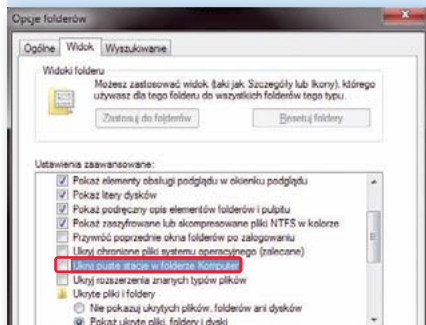 Opcje folderów
Ogólne Widok Wyszukiwanie
Widoki folderu
Możesz zastosować widok (taki jak Szczegóły lub Ikony), którego
używasz dla tego folderu do wszystkich folderów tego typu.
Zastosuj do folderów Resetuj foldery
Ustawienia zaawansowane:
Pokaż elementy obsługi podglądu w okienku podglądu
Pokaż litery dysków
Pokaż podręczny opis elementów folderów i pulpitu
Pokaż zaszyfrowane lub skompresowane pliki NTFS w kolorze
Przywróć poprzednie okna folderów po zalogowaniu
Ukryj chronione pliki systemu operacyjnego (zalecane)
Ukryj puste stacje w folderze Komputer
Ukryj rozszerzenia znanych typów plików
Ukryte pliki i foldery
Nie pokazuj ukrytych plików, folderów ani dysków
Pokaż ukryte pliki, foldery i dyski